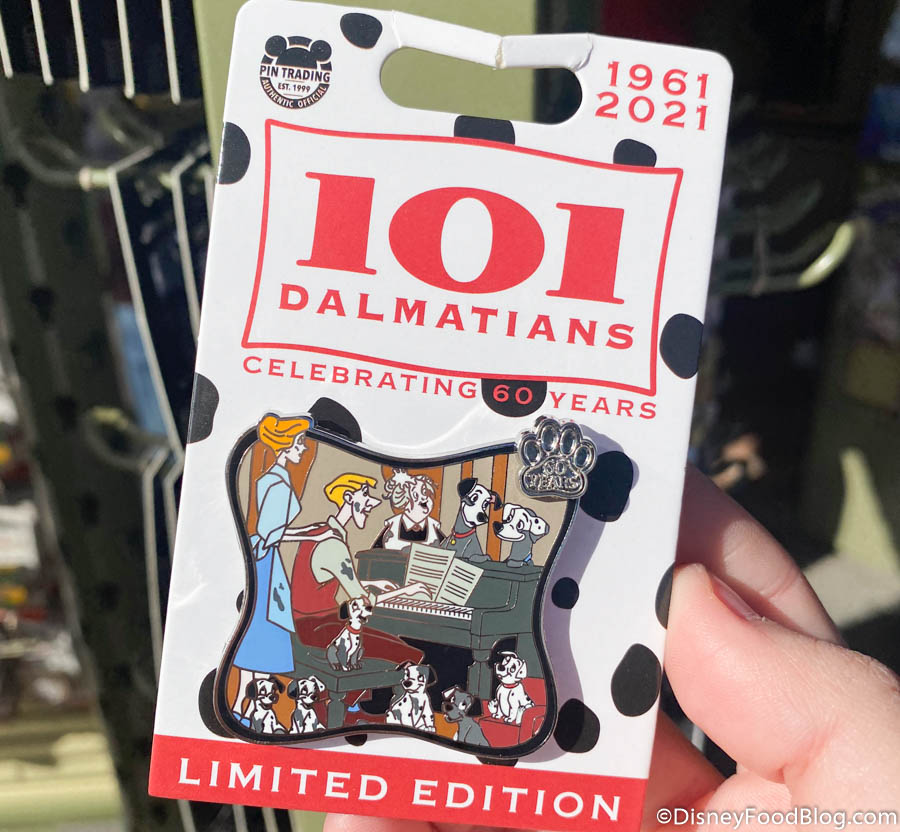 PIN TRADING
EST. 1999
AUTHENTIC OFFICIAL
1961
2021
101
DALMATIANS
CELEBRATING 60 YEARS
60
YEARS
LIMITED EDITION
©DisneyFoodBlog.com